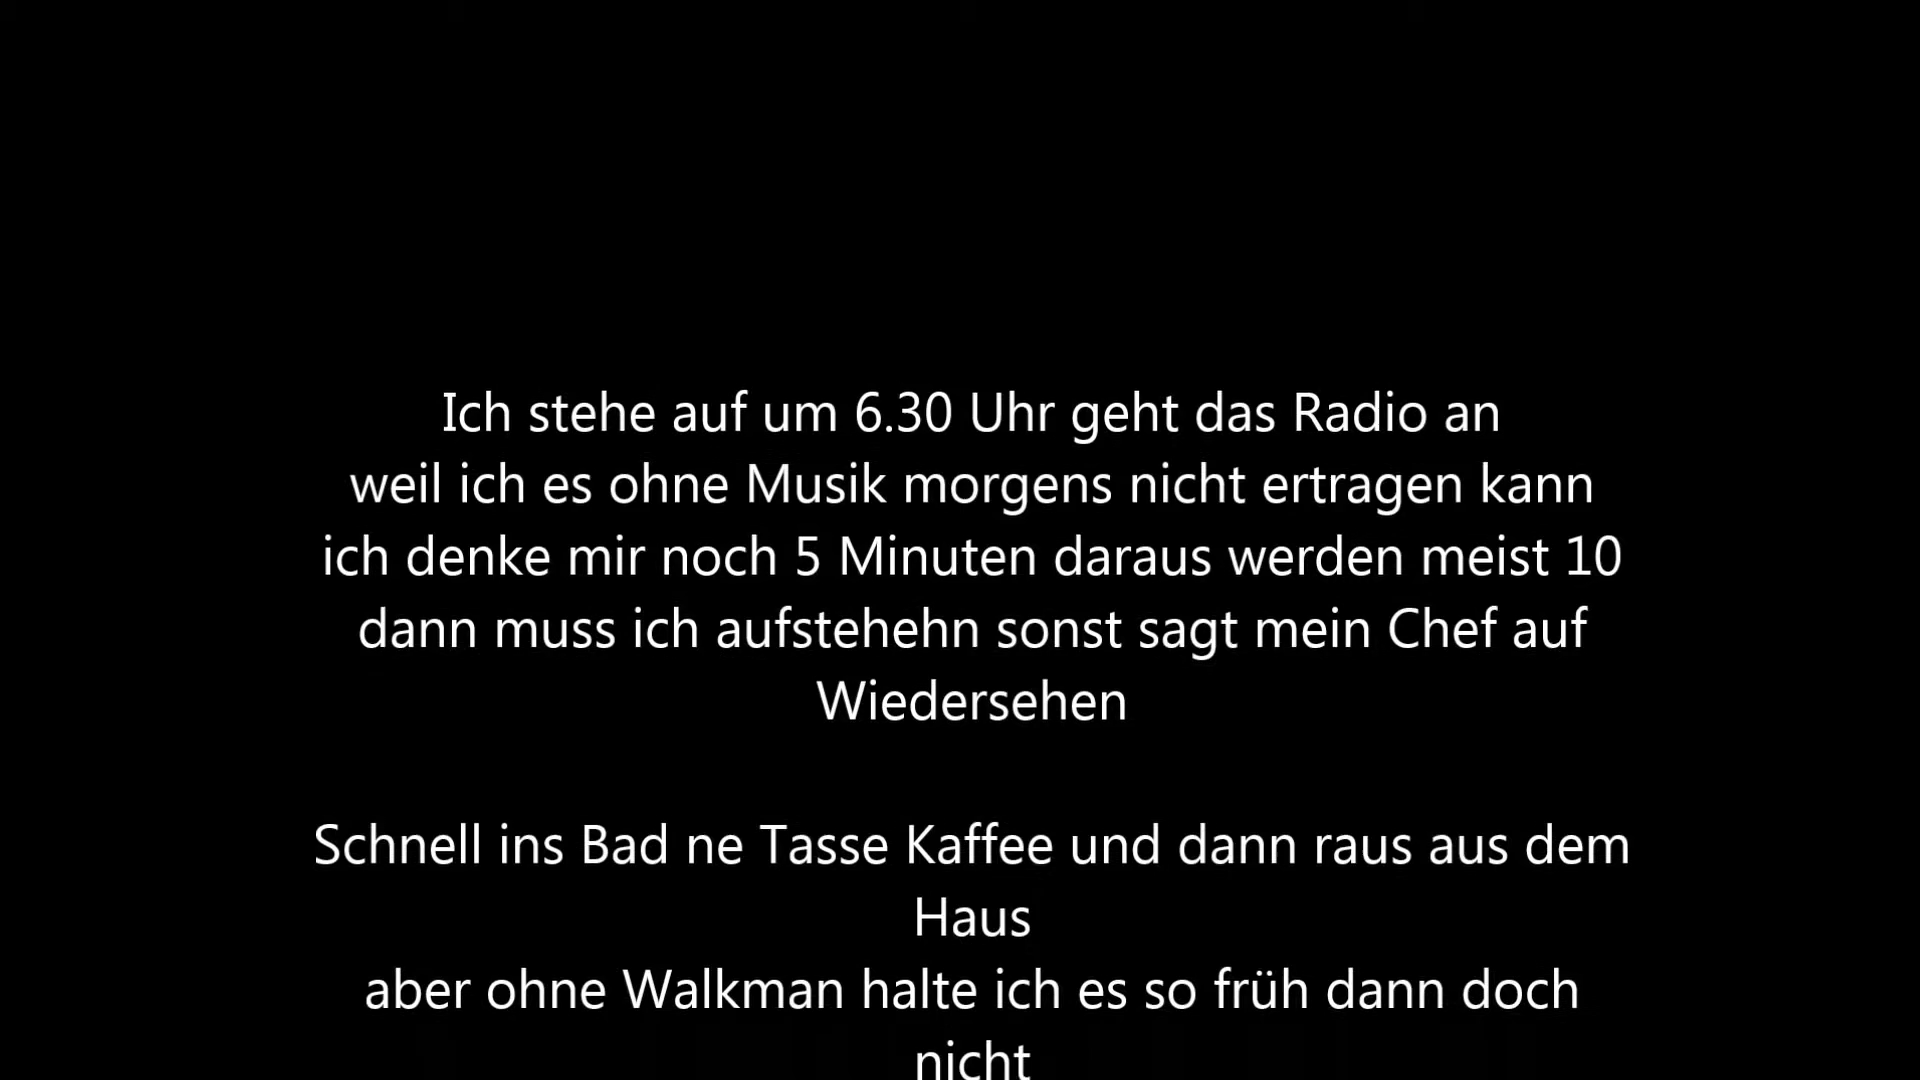 Ich stehe auf um 6.30 Uhr geht das Radio an
weil ich es ohne Musik morgens nicht ertragen kann
ich denke mir noch 5 Minuten daraus werden meist 10
dann muss ich aufstehehn sonst sagt mein Chef auf
Wiedersehen
Schnell ins Bad ne Tasse Kaffee und dann raus aus dem
Haus
aber ohne Walkman halte ich es so früh dann doch
nicht